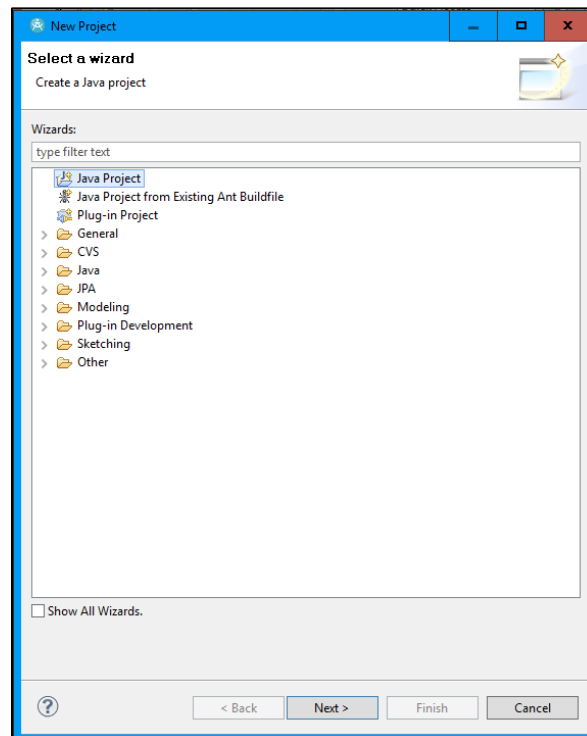 New Project
Select a wizard
Create a Java project
Wizards:
type filter text
Java Project
Java Project from Existing Ant Buildfile
Plug-in Project
General
CVS
Java
JPA
Modeling
Plug-in Development
Sketching
Other
Show All Wizards.
< Back Next > Finish Cancel